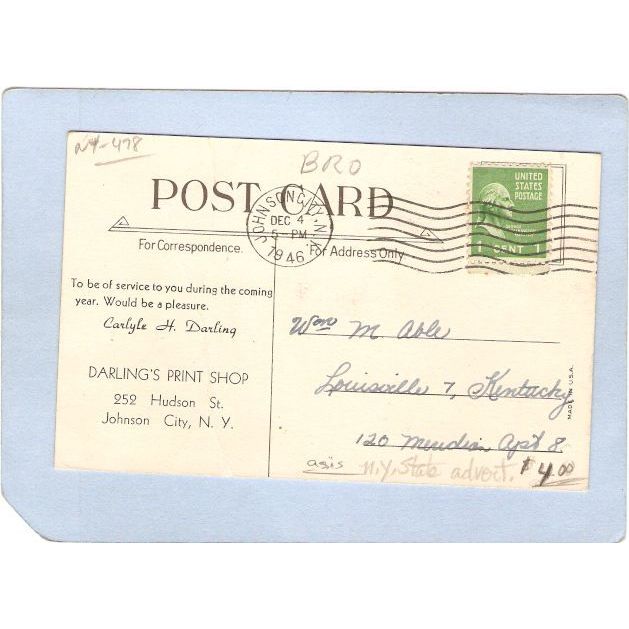 NY-478
BRO
POST CARD
UNITED
STATES
POSTAGE
1 CENT 1
JOHNSON CITY, N.Y.
DEC 4
5-PM
1946
For Correspondence.
For Address Only
To be of service to you during the coming
year. Would be a pleasure.
Carlyle H. Darling
DARLING'S PRINT SHOP
252 Hudson St.
Johnson City, N. Y.
Wm M. Able
Louisville 7, Kentucky
120 Meridian Apt 8
MADE IN U.S.A.
asis N.Y. State advert. $4.00